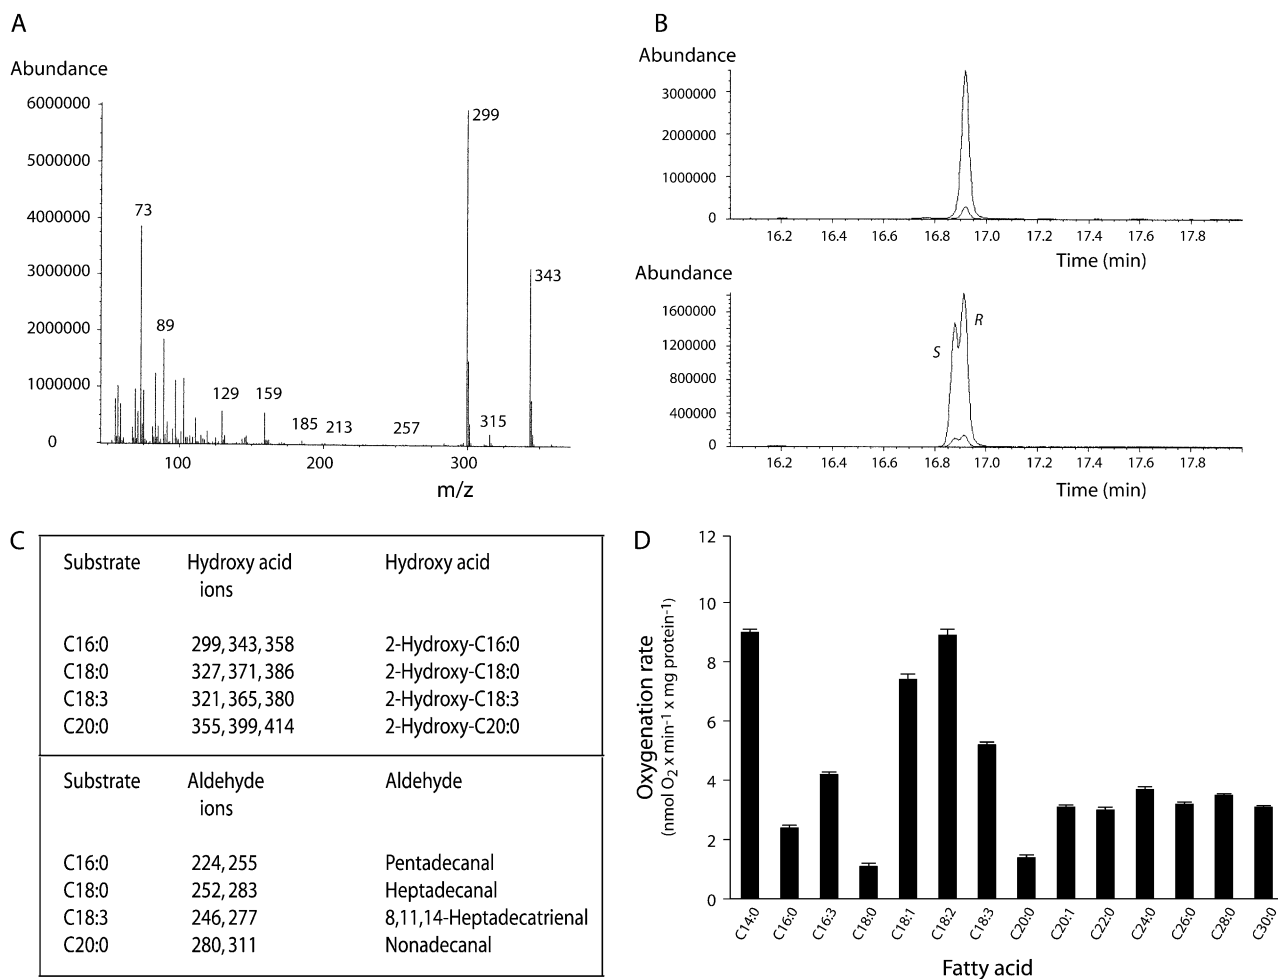 A
Abundance
6000000
5000000
4000000
3000000
2000000
1000000
0
299
343
73
89
129
159
185
213
257
315
100
200
300
m/z
B
Abundance
3000000
2000000
1000000
0
16.2 16.4 16.6 16.8 17.0 17.2 17.4 17.6 17.8
Time (min)
Abundance
1600000
1200000
800000
400000
0
S
R
16.2 16.4 16.6 16.8 17.0 17.2 17.4 17.6 17.8
Time (min)
C
Substrate Hydroxy acid Hydroxy acid
ions
C16:0 299, 343, 358 2-Hydroxy-C16:0
C18:0 327, 371, 386 2-Hydroxy-C18:0
C18:3 321, 365, 380 2-Hydroxy-C18:3
C20:0 355, 399, 414 2-Hydroxy-C20:0
Substrate Aldehyde Aldehyde
ions
C16:0 224, 255 Pentadecanal
C18:0 252, 283 Heptadecanal
C18:3 246, 277 8,11,14-Heptadecatrienal
C20:0 280, 311 Nonadecanal
D
Oxygenation rate
(nmol O2 x min-1 x mg protein-1)
12
10
8
6
4
2
0
C14:0 C16:0 C16:3 C18:0 C18:1 C18:2 C18:3 C20:0 C20:1 C22:0 C24:0 C26:0 C28:0 C30:0
Fatty acid